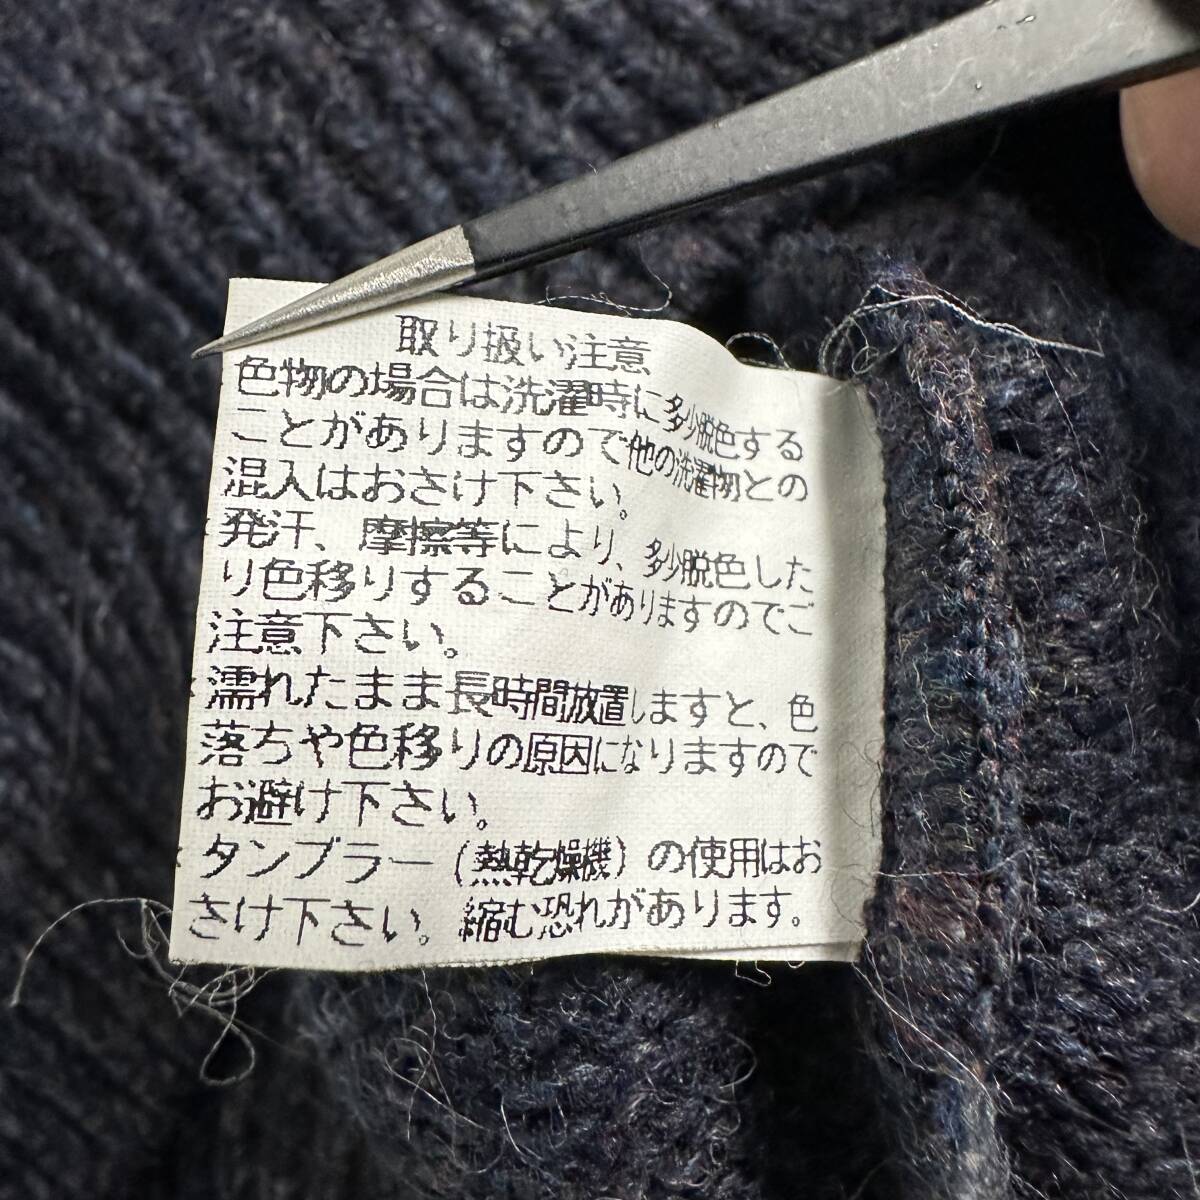 取り扱い注意
色物の場合は洗濯時に多少脱色する
ことがありますので他の洗濯物との
混入はおさけ下さい。
発汗、摩擦等により、多少脱色した
り色移りすることがありますのでご
注意下さい。
濡れたまま長時間放置しますと、色
落ちや色移りの原因になりますので
お避け下さい。
タンブラー(熱乾燥機)の使用はお
さけ下さい。縮む恐れがあります。